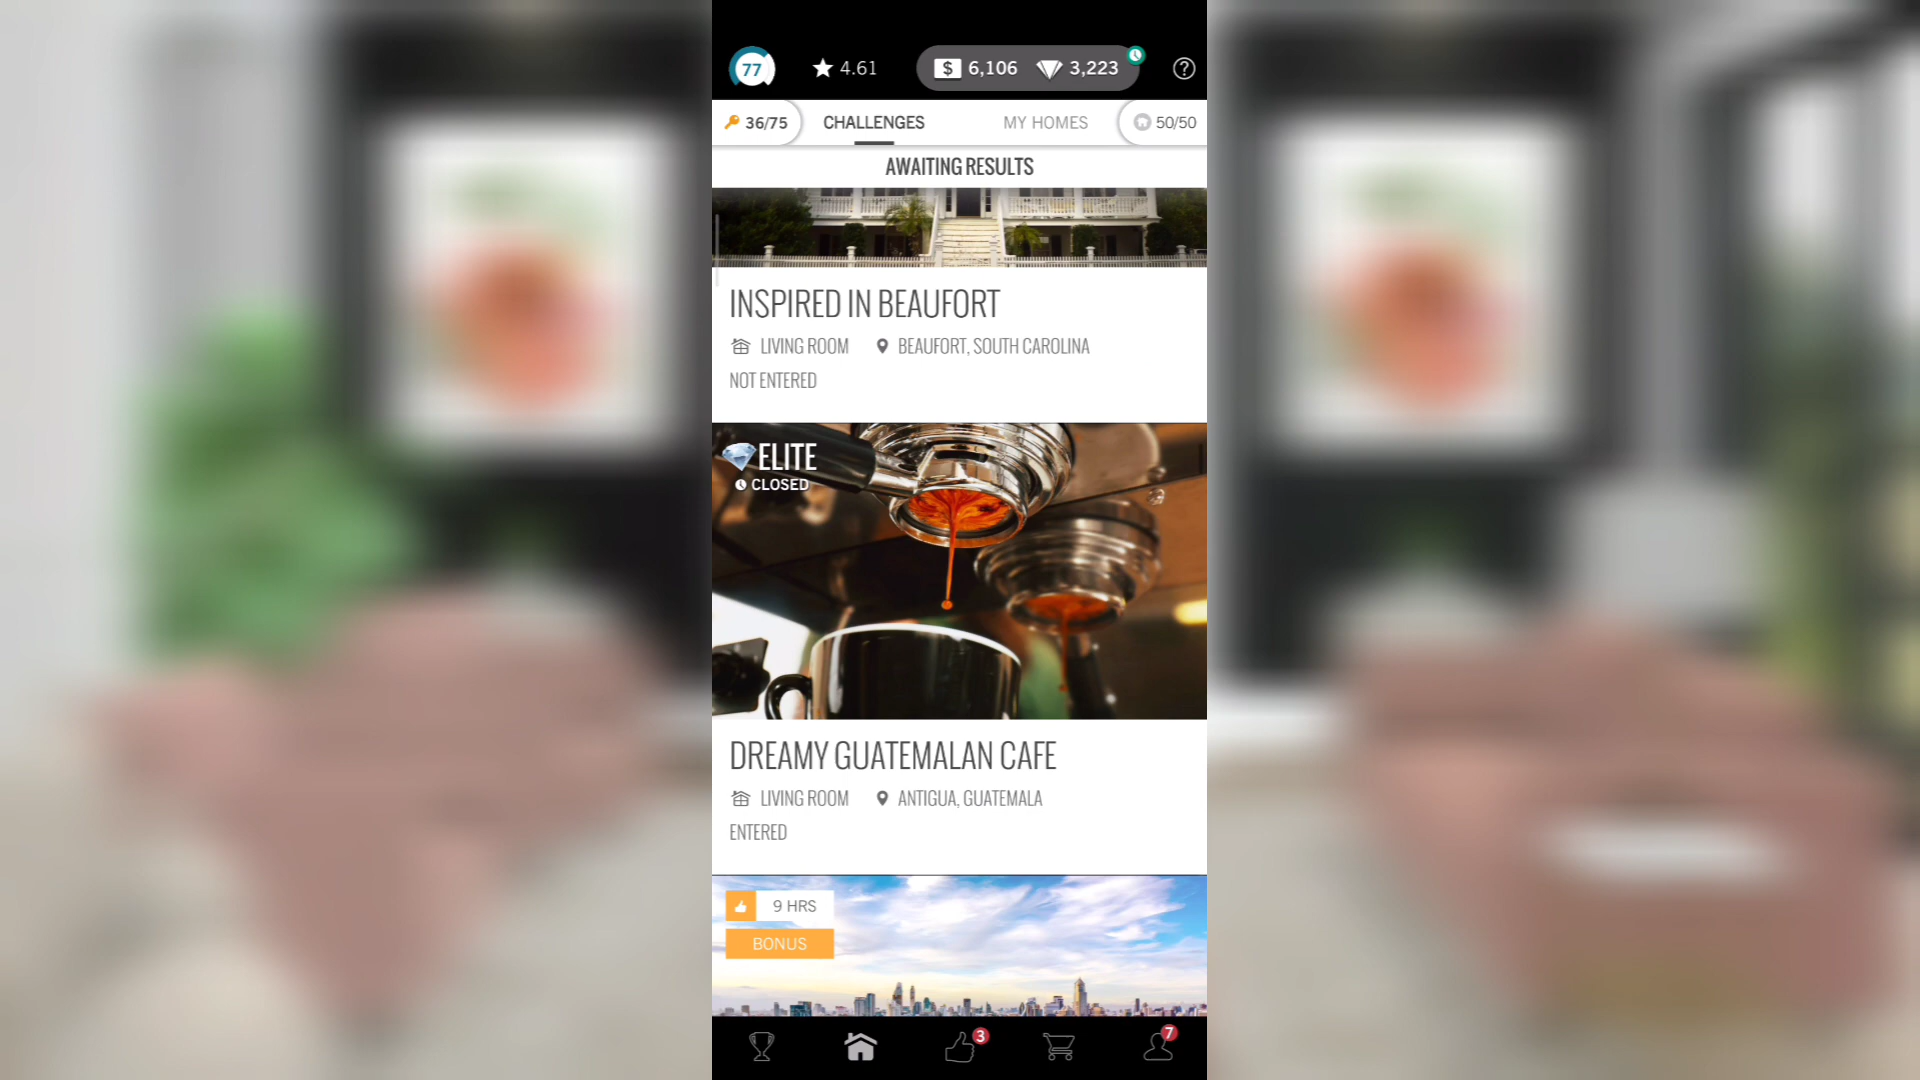 77 4.61 $ 6,106 3,223 ?
36/75 CHALLENGES MY HOMES 50/50
AWAITING RESULTS
INSPIRED IN BEAUFORT
LIVING ROOM BEAUFORT, SOUTH CAROLINA
NOT ENTERED
ELITE
CLOSED
DREAMY GUATEMALAN CAFE
LIVING ROOM ANTIGUA, GUATEMALA
ENTERED
9 HRS
BONUS
3 7